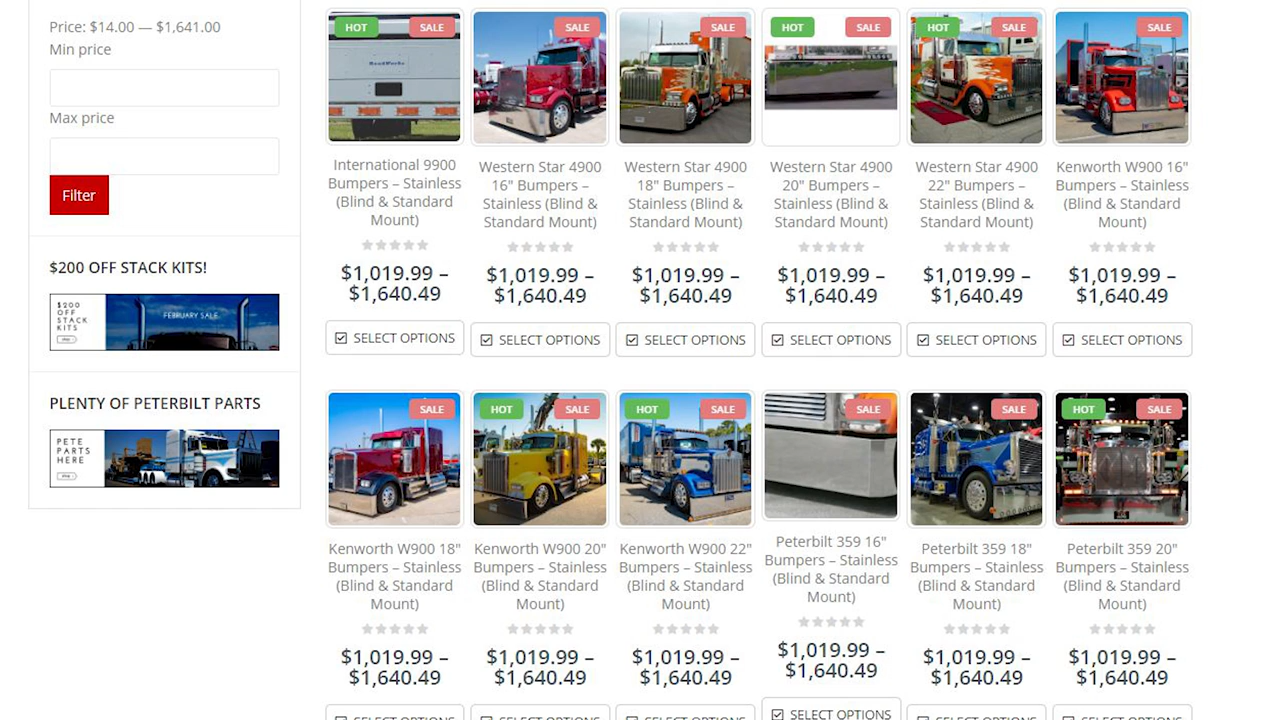 Price: $14.00 — $1,641.00
Min price
Max price
Filter
$200 OFF STACK KITS!
$200
OFF
STACK
KITS
FEBRUARY SALE
PLENTY OF PETERBILT PARTS
PETE
PARTS
HERE
HOT SALE
International 9900
Bumpers – Stainless
(Blind & Standard
Mount)
$1,019.99 –
$1,640.49
SELECT OPTIONS
SALE
Western Star 4900
16" Bumpers –
Stainless (Blind &
Standard Mount)
$1,019.99 –
$1,640.49
SELECT OPTIONS
SALE
Western Star 4900
18" Bumpers –
Stainless (Blind &
Standard Mount)
$1,019.99 –
$1,640.49
SELECT OPTIONS
HOT SALE
Western Star 4900
20" Bumpers –
Stainless (Blind &
Standard Mount)
$1,019.99 –
$1,640.49
SELECT OPTIONS
HOT SALE
Western Star 4900
22" Bumpers –
Stainless (Blind &
Standard Mount)
$1,019.99 –
$1,640.49
SELECT OPTIONS
SALE
Kenworth W900 16"
Bumpers – Stainless
(Blind & Standard
Mount)
$1,019.99 –
$1,640.49
SELECT OPTIONS
SALE
Kenworth W900 18"
Bumpers – Stainless
(Blind & Standard
Mount)
$1,019.99 –
$1,640.49
SELECT OPTIONS
HOT SALE
Kenworth W900 20"
Bumpers – Stainless
(Blind & Standard
Mount)
$1,019.99 –
$1,640.49
SELECT OPTIONS
HOT SALE
Kenworth W900 22"
Bumpers – Stainless
(Blind & Standard
Mount)
$1,019.99 –
$1,640.49
SELECT OPTIONS
SALE
Peterbilt 359 16"
Bumpers – Stainless
(Blind & Standard
Mount)
$1,019.99 –
$1,640.49
SELECT OPTIONS
SALE
Peterbilt 359 18"
Bumpers – Stainless
(Blind & Standard
Mount)
$1,019.99 –
$1,640.49
SELECT OPTIONS
HOT SALE
Peterbilt 359 20"
Bumpers – Stainless
(Blind & Standard
Mount)
$1,019.99 –
$1,640.49
SELECT OPTIONS